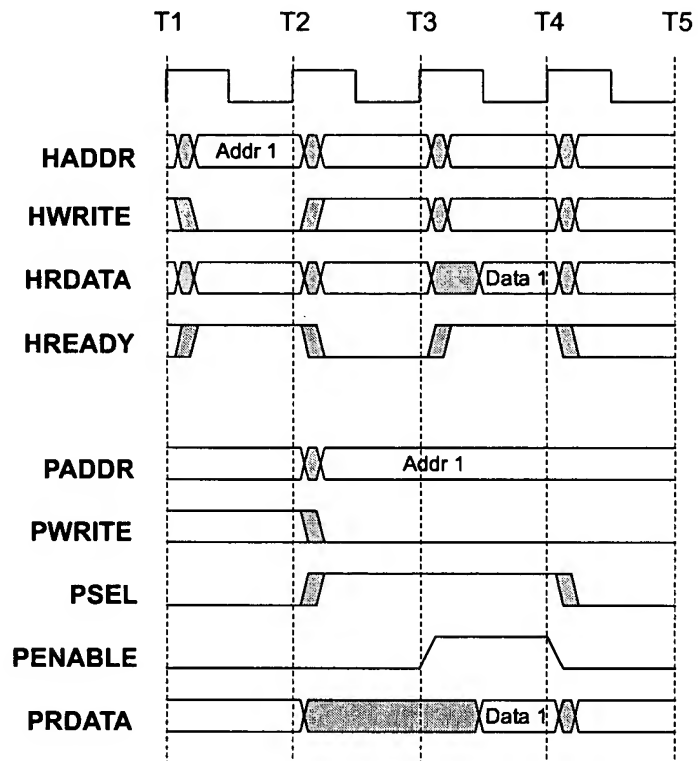 T1 T2 T3 T4 T5
HADDR Addr 1
HWRITE
HRDATA Data 1
HREADY
PADDR Addr 1
PWRITE
PSEL
PENABLE
PRDATA Data 1